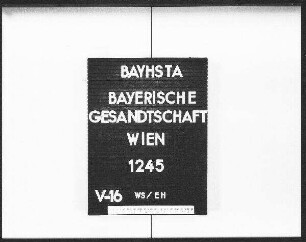 BAYHSTA
BAYERISCHE
GESANDTSCHAFT
WIEN
1245
V-16 WS/EH